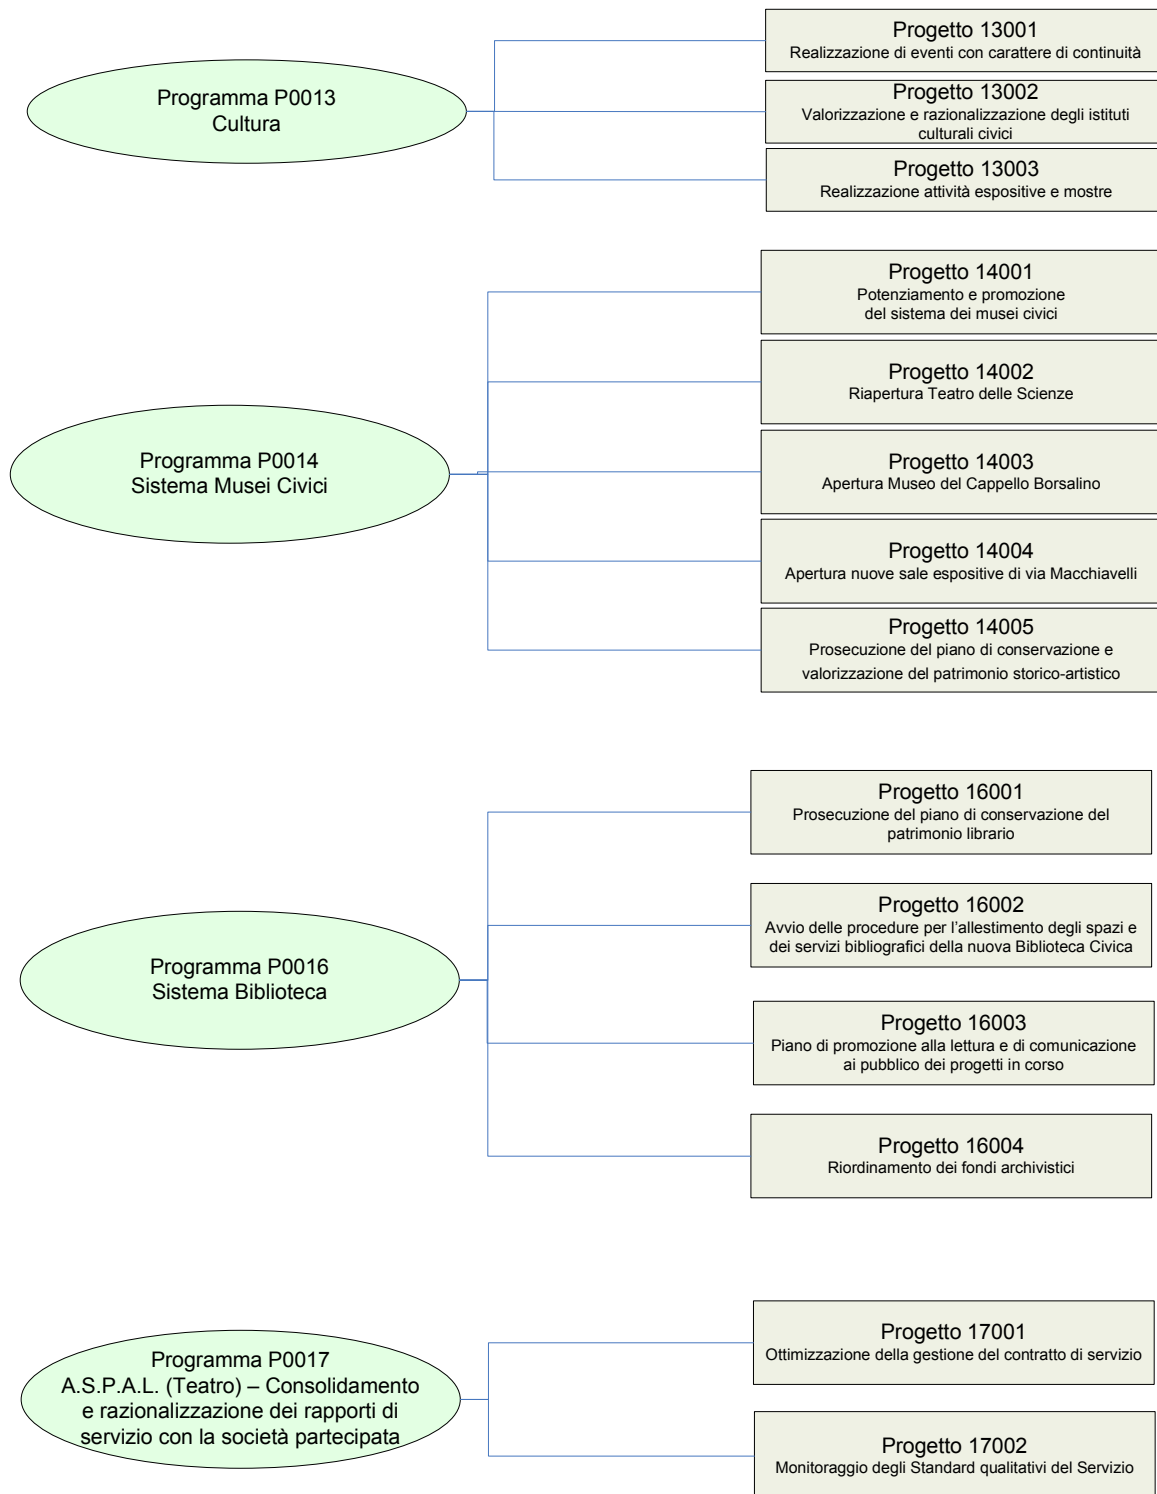 Programma P0013
Cultura
Progetto 13001
Realizzazione di eventi con carattere di continuità
Progetto 13002
Valorizzazione e razionalizzazione degli istituti
culturali civici
Progetto 13003
Realizzazione attività espositive e mostre
Programma P0014
Sistema Musei Civici
Progetto 14001
Potenziamento e promozione
del sistema dei musei civici
Progetto 14002
Riapertura Teatro delle Scienze
Progetto 14003
Apertura Museo del Cappello Borsalino
Progetto 14004
Apertura nuove sale espositive di via Macchiavelli
Progetto 14005
Prosecuzione del piano di conservazione e
valorizzazione del patrimonio storico-artistico
Programma P0016
Sistema Biblioteca
Progetto 16001
Prosecuzione del piano di conservazione del
patrimonio librario
Progetto 16002
Avvio delle procedure per l'allestimento degli spazi e
dei servizi bibliografici della nuova Biblioteca Civica
Progetto 16003
Piano di promozione alla lettura e di comunicazione
ai pubblico dei progetti in corso
Progetto 16004
Riordinamento dei fondi archivistici
Programma P0017
A.S.P.A.L. (Teatro) – Consolidamento
e razionalizzazione dei rapporti di
servizio con la società partecipata
Progetto 17001
Ottimizzazione della gestione del contratto di servizio
Progetto 17002
Monitoraggio degli Standard qualitativi del Servizio